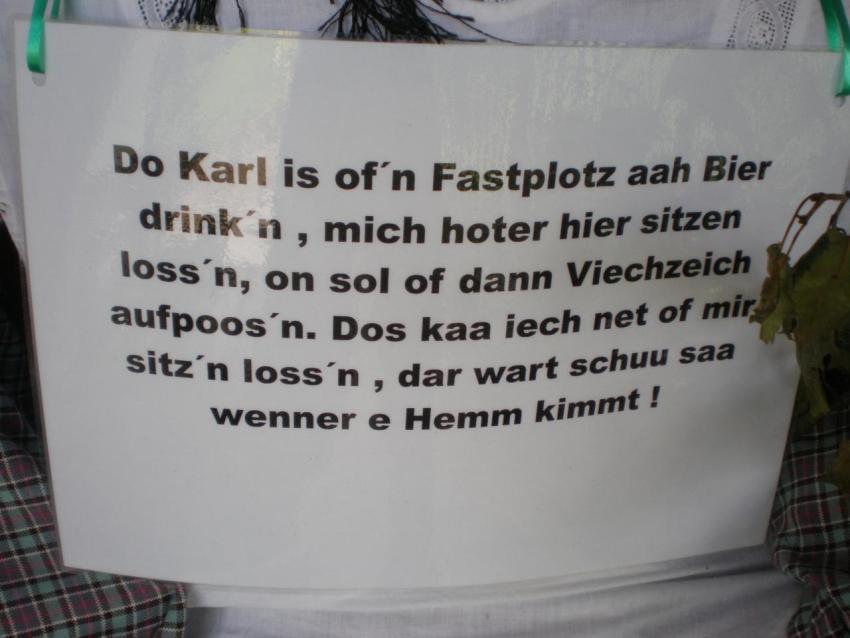 Do Karl is of´n Fastplotz aah Bier
drink´n , mich hoter hier sitzen
loss´n, on sol of dann Viechzeich
aufpoos´n. Dos kaa iech net of mir
sitz´n loss´n , dar wart schuu saa
wenner e Hemm kimmt !